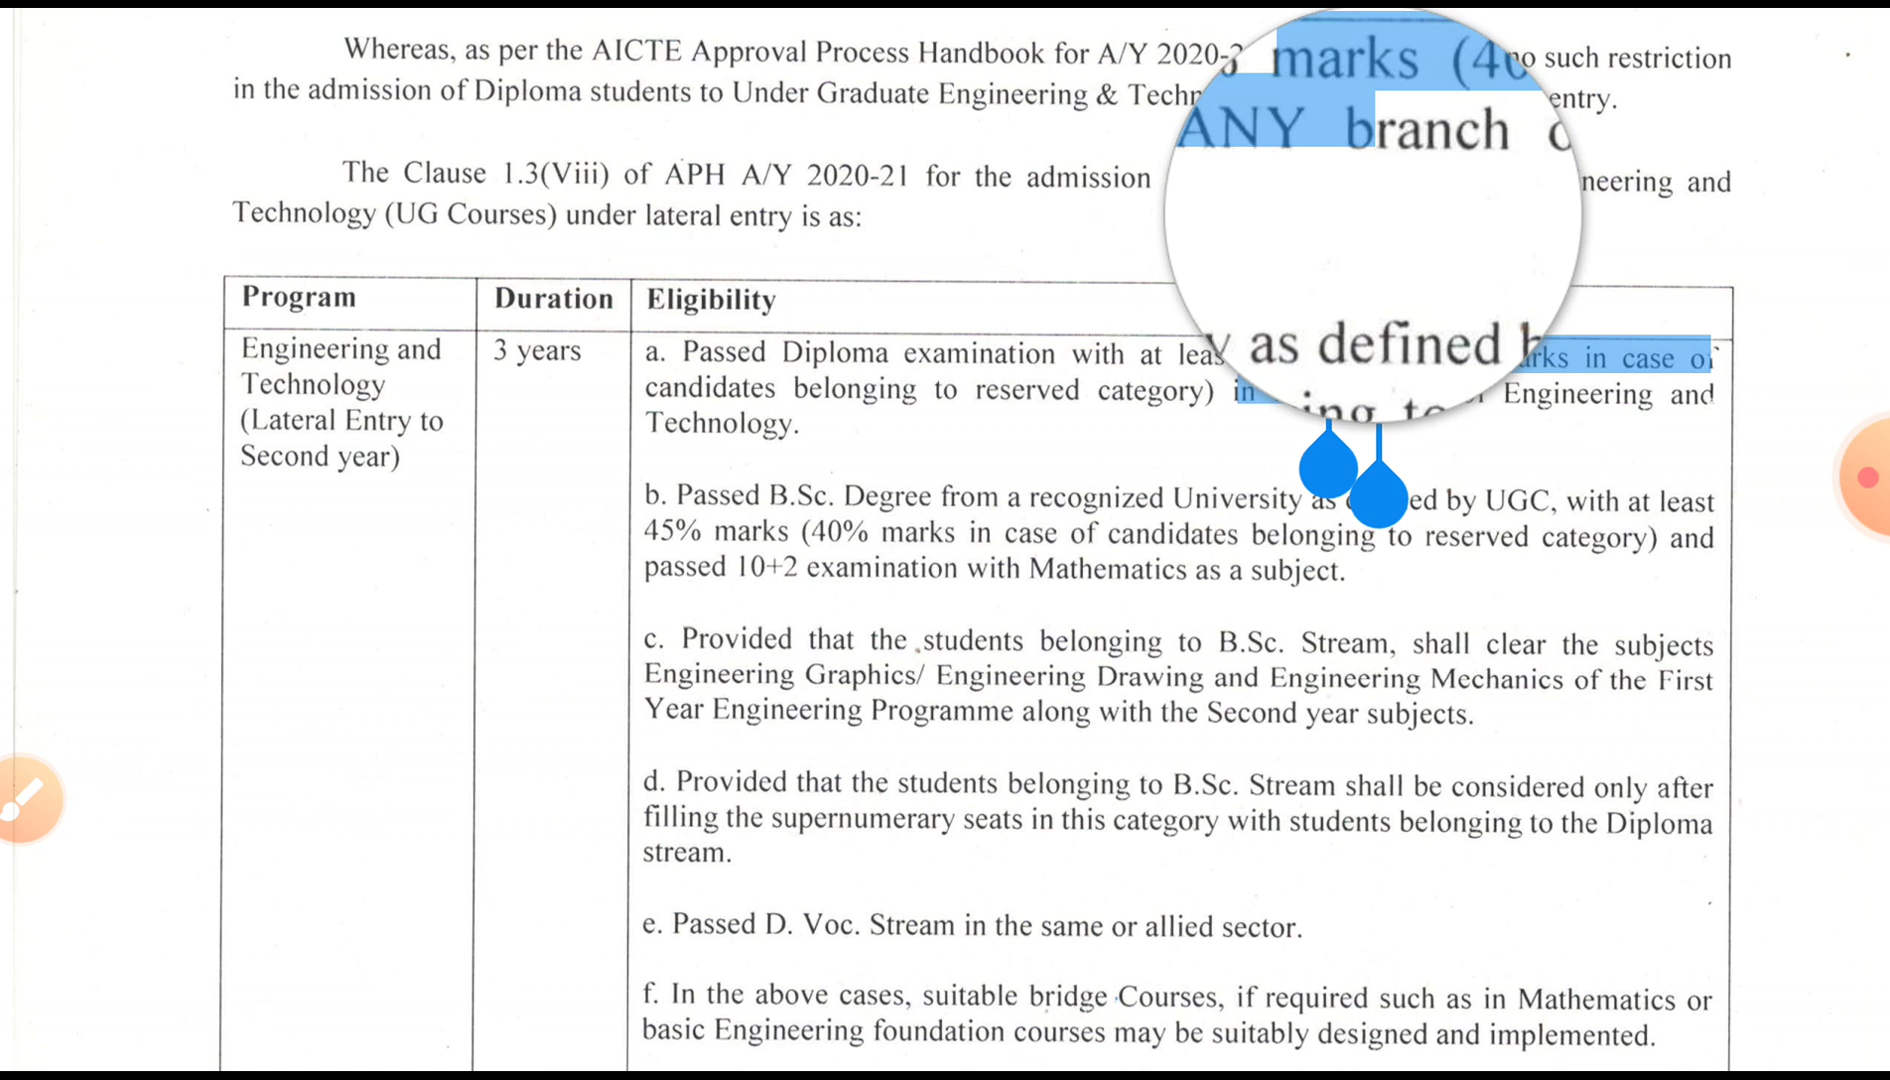 Whereas, as per the AICTE Approval Process Handbook for A/Y 2020- no such restriction
in the admission of Diploma students to Under Graduate Engineering & Techn entry.
marks (40
ANY branch
y as defined b
ing to
The Clause 1.3(Viii) of APH A/Y 2020-21 for the admission neering and
Technology (UG Courses) under lateral entry is as:
Program Duration Eligibility
Engineering and Technology (Lateral Entry to Second year)
3 years
a. Passed Diploma examination with at leas rks in case of
candidates belonging to reserved category) in Engineering and
Technology.
b. Passed B.Sc. Degree from a recognized University as ed by UGC, with at least
45% marks (40% marks in case of candidates belonging to reserved category) and
passed 10+2 examination with Mathematics as a subject.
c. Provided that the students belonging to B.Sc. Stream, shall clear the subjects
Engineering Graphics/ Engineering Drawing and Engineering Mechanics of the First
Year Engineering Programme along with the Second year subjects.
d. Provided that the students belonging to B.Sc. Stream shall be considered only after
filling the supernumerary seats in this category with students belonging to the Diploma
stream.
e. Passed D. Voc. Stream in the same or allied sector.
f. In the above cases, suitable bridge Courses, if required such as in Mathematics or
basic Engineering foundation courses may be suitably designed and implemented.